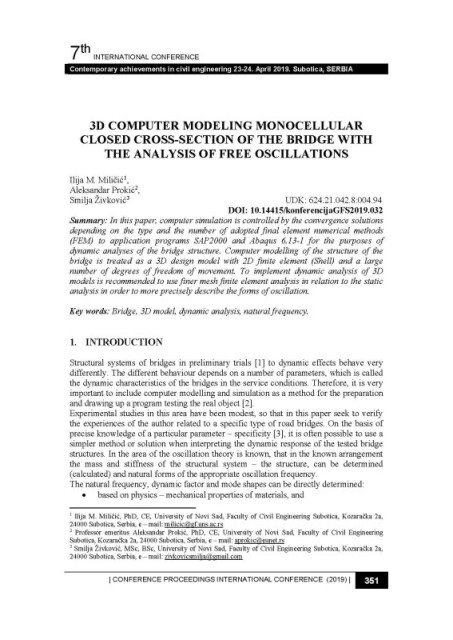 7th INTERNATIONAL CONFERENCE
Contemporary achievements in civil engineering 23-24. April 2019. Subotica, SERBIA
3D COMPUTER MODELING MONOCELLULAR
CLOSED CROSS-SECTION OF THE BRIDGE WITH
THE ANALYSIS OF FREE OSCILLATIONS
Ilija M. Miličić¹,
Aleksandar Prokić²,
Smilja Živković³
UDK: 624.21.042.8:004.94
DOI: 10.14415/konferencijaGFS2019.032
Summary: In this paper, computer simulation is controlled by the convergence solutions
depending on the type and the number of adopted final element numerical methods
(FEM) to application programs SAP2000 and Abaqus 6.13-1 for the purposes of
dynamic analyses of the bridge structure. Computer modelling of the structure of the
bridge is treated as a 3D design model with 2D finite element (Shell) and a large
number of degrees of freedom of movement. To implement dynamic analysis of 3D
models is recommended to use finer mesh finite element analysis in relation to the static
analysis in order to more precisely describe the forms of oscillation.
Key words: Bridge, 3D model, dynamic analysis, natural frequency.
1. INTRODUCTION
Structural systems of bridges in preliminary trials [1] to dynamic effects behave very
differently. The different behaviour depends on a number of parameters, which is called
the dynamic characteristics of the bridges in the service conditions. Therefore, it is very
important to include computer modelling and simulation as a method for the preparation
and drawing up a program testing the real object [2].
Experimental studies in this area have been modest, so that in this paper seek to verify
the experiences of the author related to a specific type of road bridges. On the basis of
precise knowledge of a particular parameter – specificity [3], it is often possible to use a
simpler method or solution when interpreting the dynamic response of the tested bridge
structures. In the area of the oscillation theory is known, that in the known arrangement
the mass and stiffness of the structural system – the structure, can be determined
(calculated) and natural forms of the appropriate oscillation frequency.
The natural frequency, dynamic factor and mode shapes can be directly determined:
• based on physics – mechanical properties of materials, and
¹ Ilija M. Miličić, PhD, CE, University of Novi Sad, Faculty of Civil Engineering Subotica, Kozaračka 2a,
24000 Subotica, Serbia, e – mail: milicic@gf.uns.ac.rs
² Professor emeritus Aleksandar Prokić, PhD, CE, University of Novi Sad, Faculty of Civil Engineering
Subotica, Kozaračka 2a, 24000 Subotica, Serbia, e – mail: aprokic@eunet.rs
³ Smilja Živković, MSc, BSc, University of Novi Sad, Faculty of Civil Engineering Subotica, Kozaračka 2a,
24000 Subotica, Serbia, e – mail: zivkovicsmilja@gmail.com
| CONFERENCE PROCEEDINGS INTERNATIONAL CONFERENCE (2019) | 351